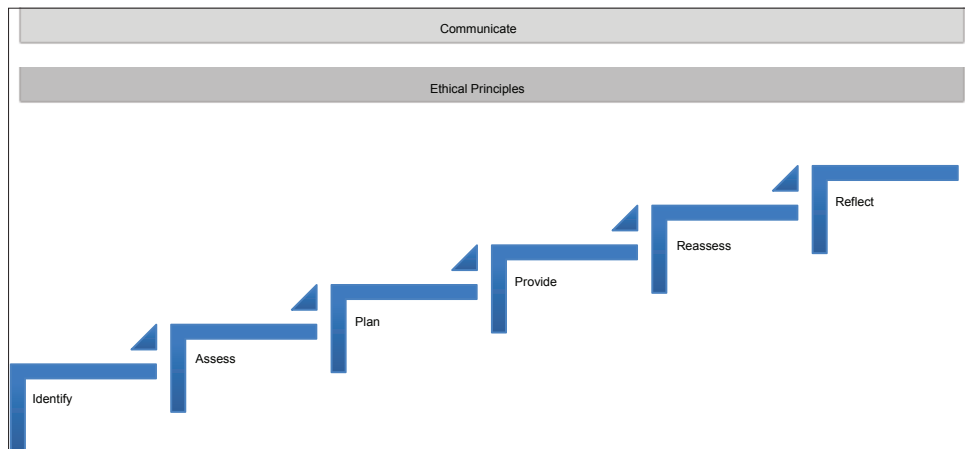 Communicate
Ethical Principles
Identify
Assess
Plan
Provide
Reassess
Reflect